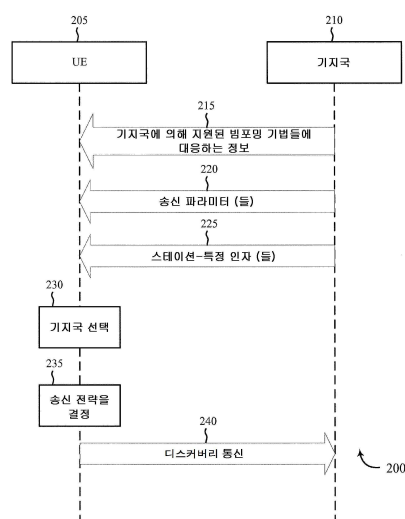 205
UE
210
기지국
215
기지국에 의해 지원된 빔포밍 기법들에
대응하는 정보
220
송신 파라미터 (들)
225
스테이션-특정 인자 (들)
230
기지국 선택
235
송신 전략을
결정
240
디스커버리 통신
200